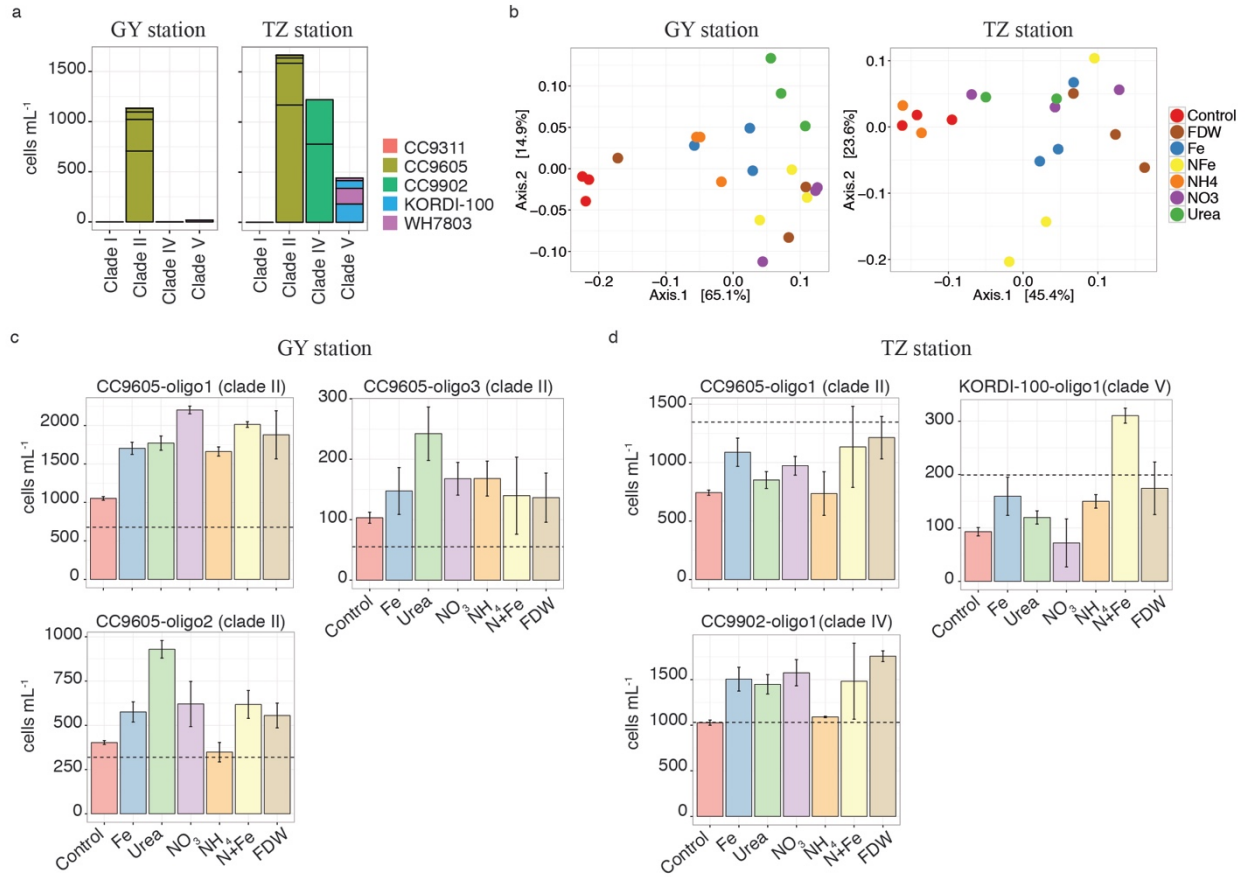 a
GY station
TZ station
cells mL⁻¹
1500
1000
500
0
Clade I
Clade II
Clade IV
Clade V
Clade I
Clade II
Clade IV
Clade V
CC9311
CC9605
CC9902
KORDI-100
WH7803
b
GY station
TZ station
Axis.2 [14.9%]
0.10
0.05
0.00
−0.05
−0.10
−0.2
−0.1
0.0
0.1
Axis.1 [65.1%]
Axis.2 [23.6%]
0.1
0.0
−0.1
−0.2
−0.1
0.0
0.1
Axis.1 [45.4%]
Control
FDW
Fe
NFe
NH4
NO3
Urea
c
GY station
CC9605-oligo1 (clade II)
cells mL⁻¹
2000
1500
1000
500
0
CC9605-oligo3 (clade II)
300
200
100
0
Control
Fe
Urea
NO₃
NH₄
N+Fe
FDW
CC9605-oligo2 (clade II)
cells mL⁻¹
1000
750
500
250
0
Control
Fe
Urea
NO₃
NH₄
N+Fe
FDW
d
TZ station
CC9605-oligo1 (clade II)
cells mL⁻¹
1500
1000
500
0
KORDI-100-oligo1(clade V)
300
200
100
0
Control
Fe
Urea
NO₃
NH₄
N+Fe
FDW
CC9902-oligo1(clade IV)
cells mL⁻¹
1500
1000
500
0
Control
Fe
Urea
NO₃
NH₄
N+Fe
FDW